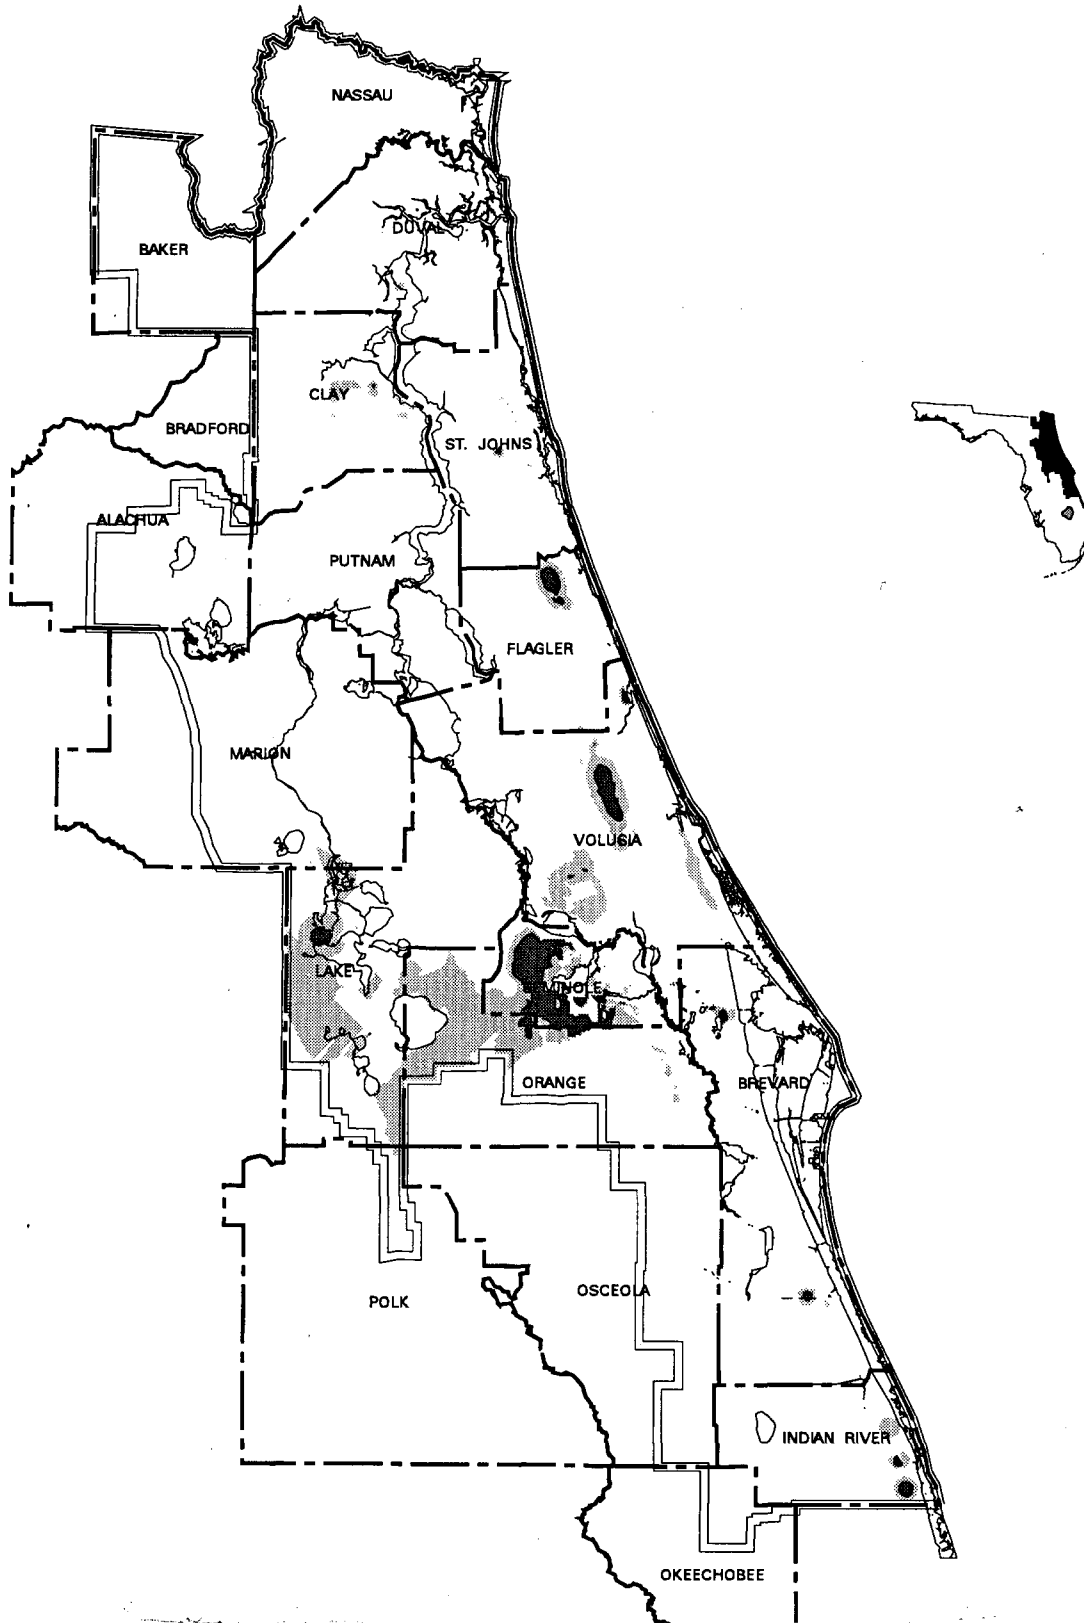 NASSAU
DUVAL
BAKER
CLAY
BRADFORD
ST. JOHNS
ALACHUA
PUTNAM
FLAGLER
MARION
VOLUSIA
LAKE
ORANGE
BREVARD
OSCEOLA
POLK
INDIAN RIVER
OKEECHOBEE